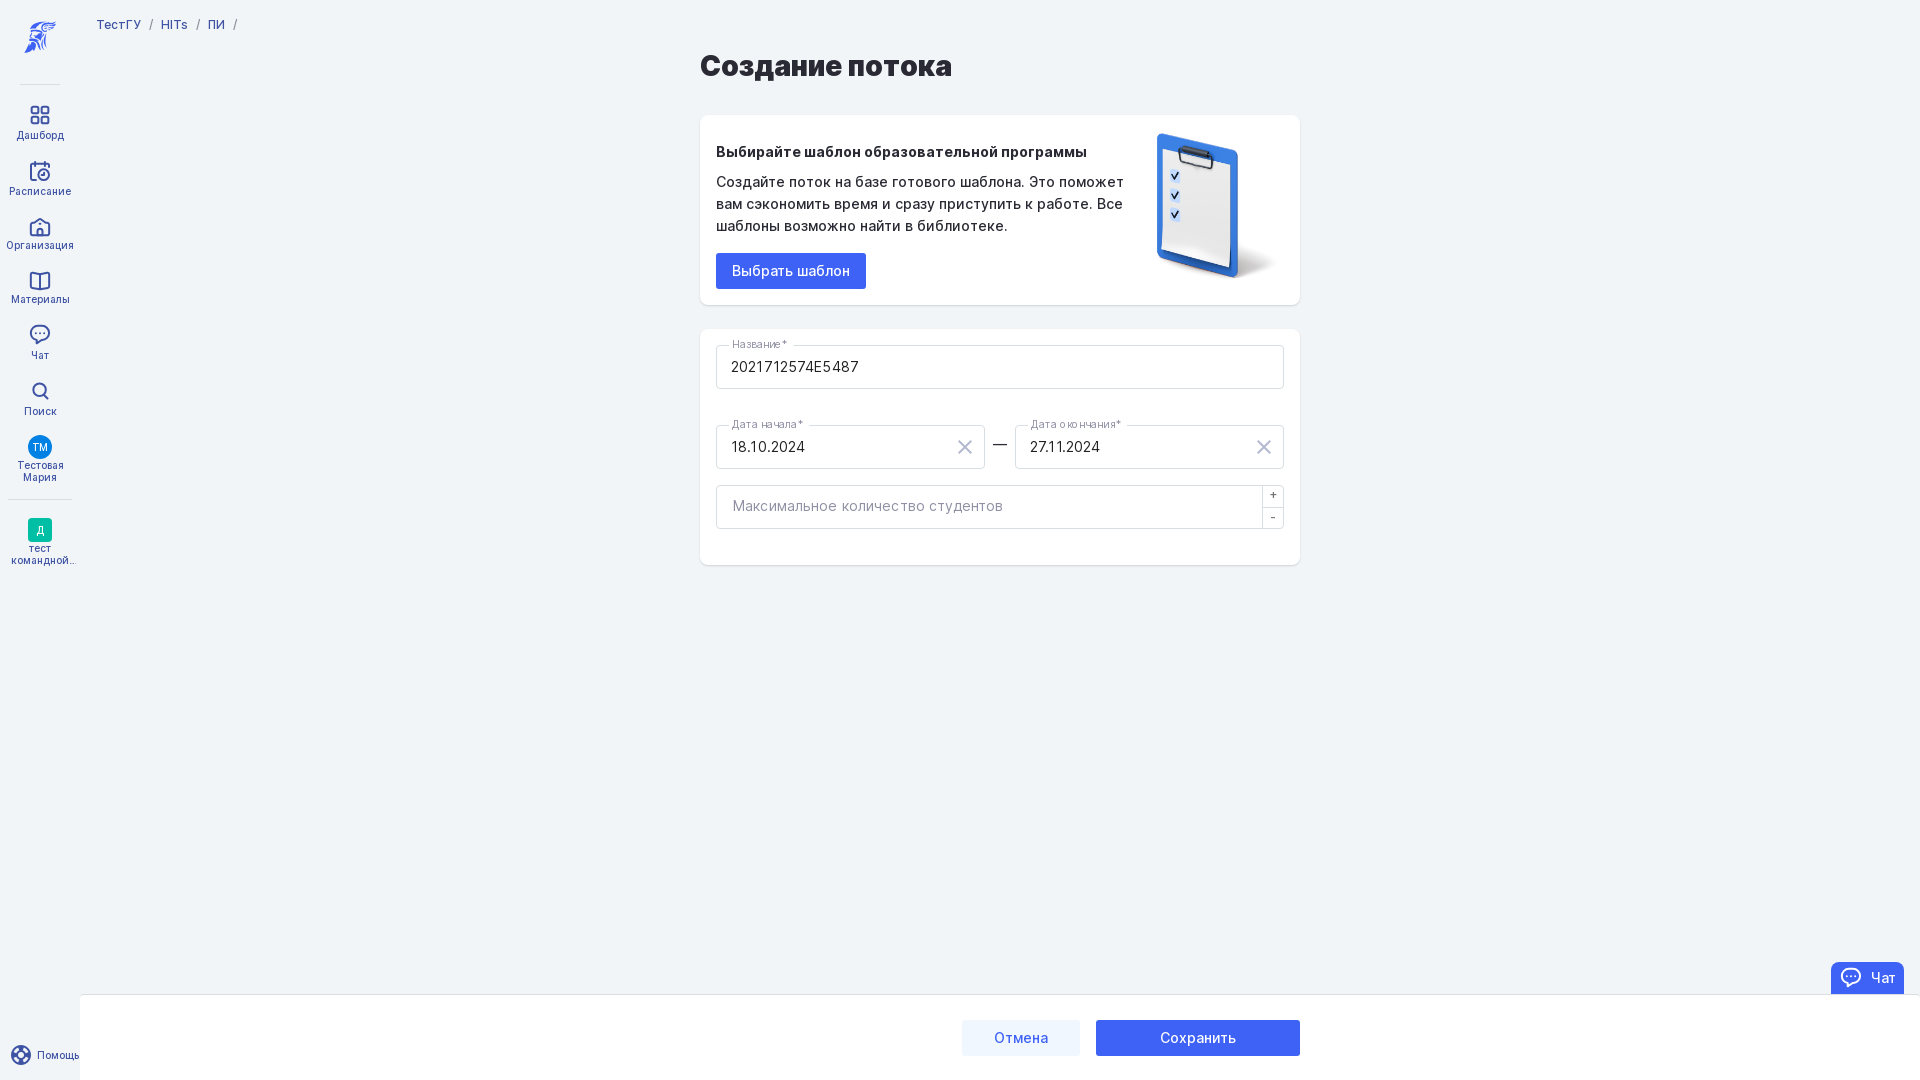 ТестГУ / HITs / ПИ /
Создание потока
Дашборд
Расписание
Организация
Материалы
Чат
Поиск
ТМ
Тестовая
Мария
Д
тест
командной...
Помощь
Выбирайте шаблон образовательной программы
Создайте поток на базе готового шаблона. Это поможет
вам сэкономить время и сразу приступить к работе. Все
шаблоны возможно найти в библиотеке.
Выбрать шаблон
Название*
2021712574E5487
Дата начала* Дата окончания*
18.10.2024 — 27.11.2024
Максимальное количество студентов + -
Чат
Отмена Сохранить